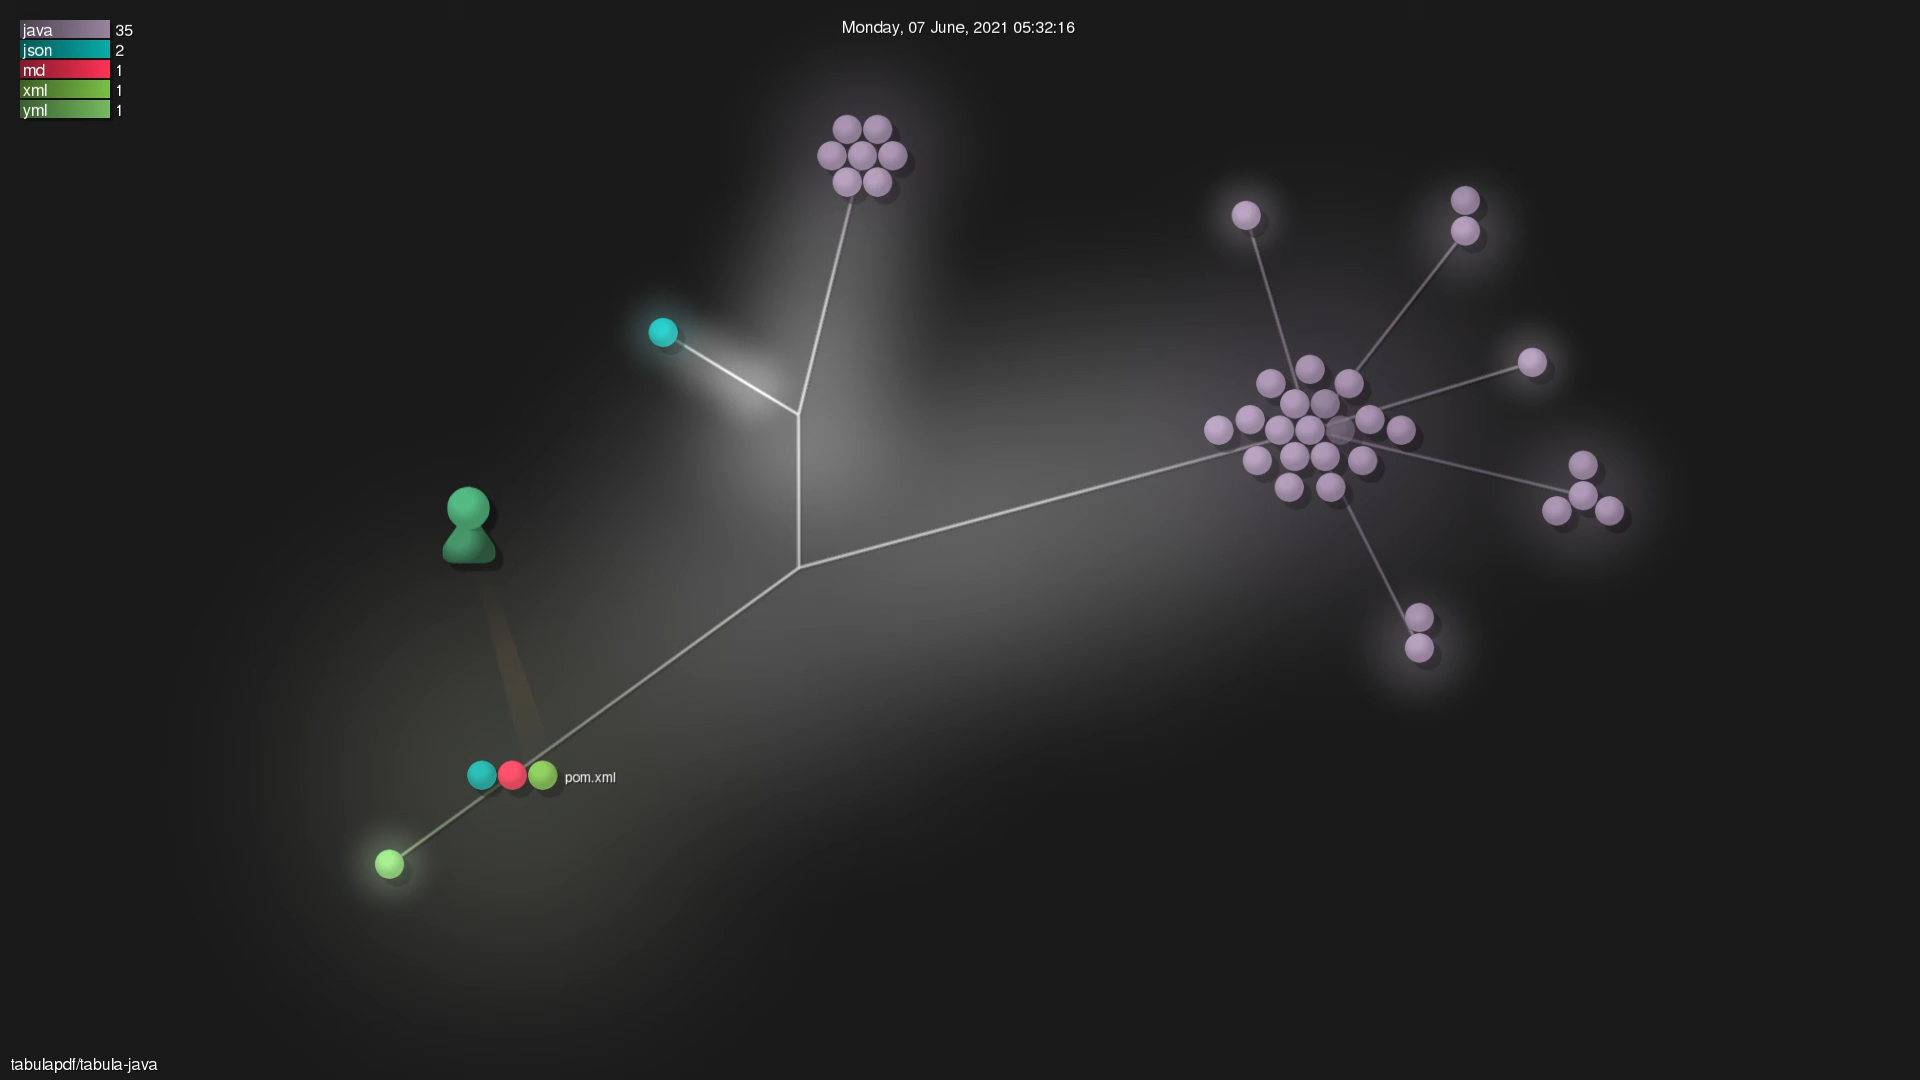 java 35
json 2
md 1
xml 1
yml 1
Monday, 07 June, 2021 05:32:16
pom.xml
tabulapdf/tabula-java